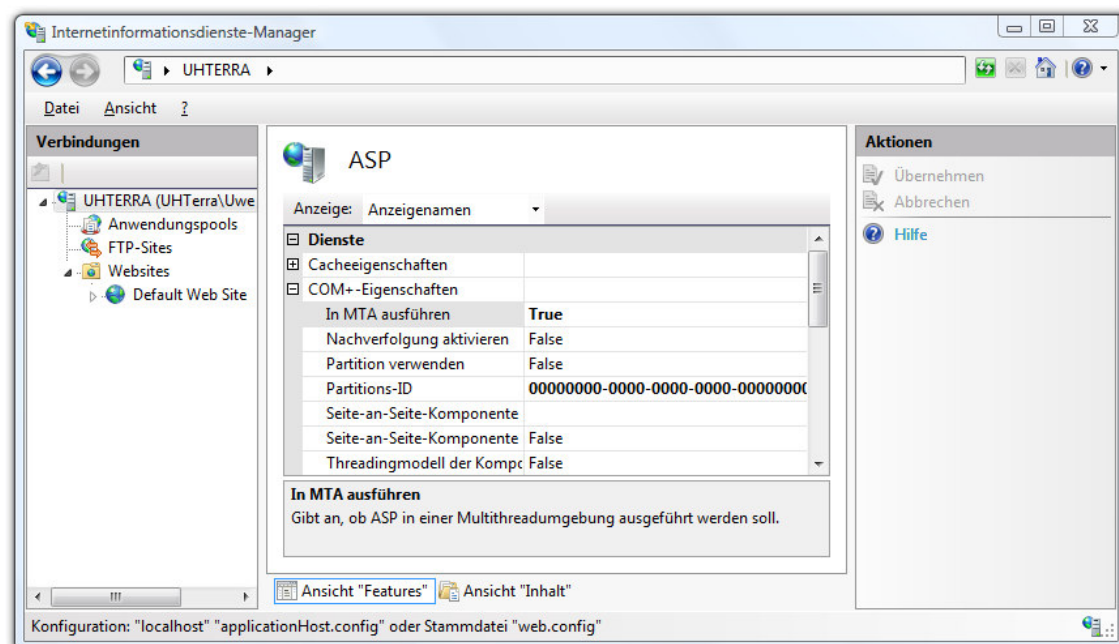 Internetinformationsdienste-Manager
UHTERRA
Datei Ansicht ?
Verbindungen
UHTERRA (UHTerra\Uwe
Anwendungspools
FTP-Sites
Websites
Default Web Site
ASP
Anzeige: Anzeigenamen
Dienste
Cacheeigenschaften
COM+-Eigenschaften
In MTA ausführen True
Nachverfolgung aktivieren False
Partition verwenden False
Partitions-ID 00000000-0000-0000-0000-00000000
Seite-an-Seite-Komponente
Seite-an-Seite-Komponente False
Threadingmodell der Kompo False
In MTA ausführen
Gibt an, ob ASP in einer Multithreadumgebung ausgeführt werden soll.
Ansicht "Features" Ansicht "Inhalt"
Aktionen
Übernehmen
Abbrechen
Hilfe
Konfiguration: "localhost" "applicationHost.config" oder Stammdatei "web.config"